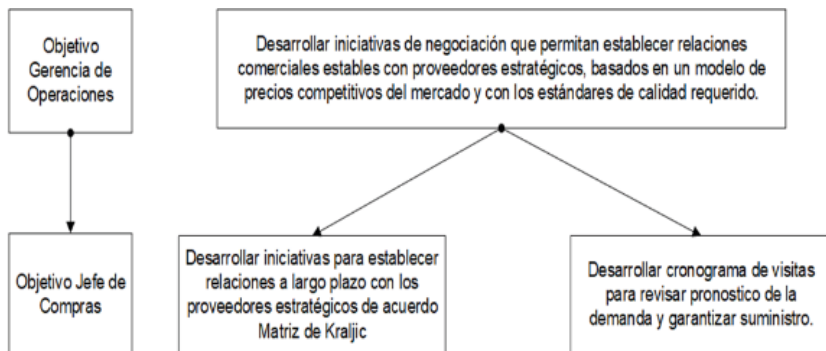 Objetivo
Gerencia de
Operaciones
Desarrollar iniciativas de negociación que permitan establecer relaciones
comerciales estables con proveedores estratégicos, basados en un modelo de
precios competitivos del mercado y con los estándares de calidad requerido.
Objetivo Jefe de
Compras
Desarrollar iniciativas para establecer
relaciones a largo plazo con los
proveedores estratégicos de acuerdo
Matriz de Kraljic
Desarrollar cronograma de visitas
para revisar pronostico de la
demanda y garantizar suministro.